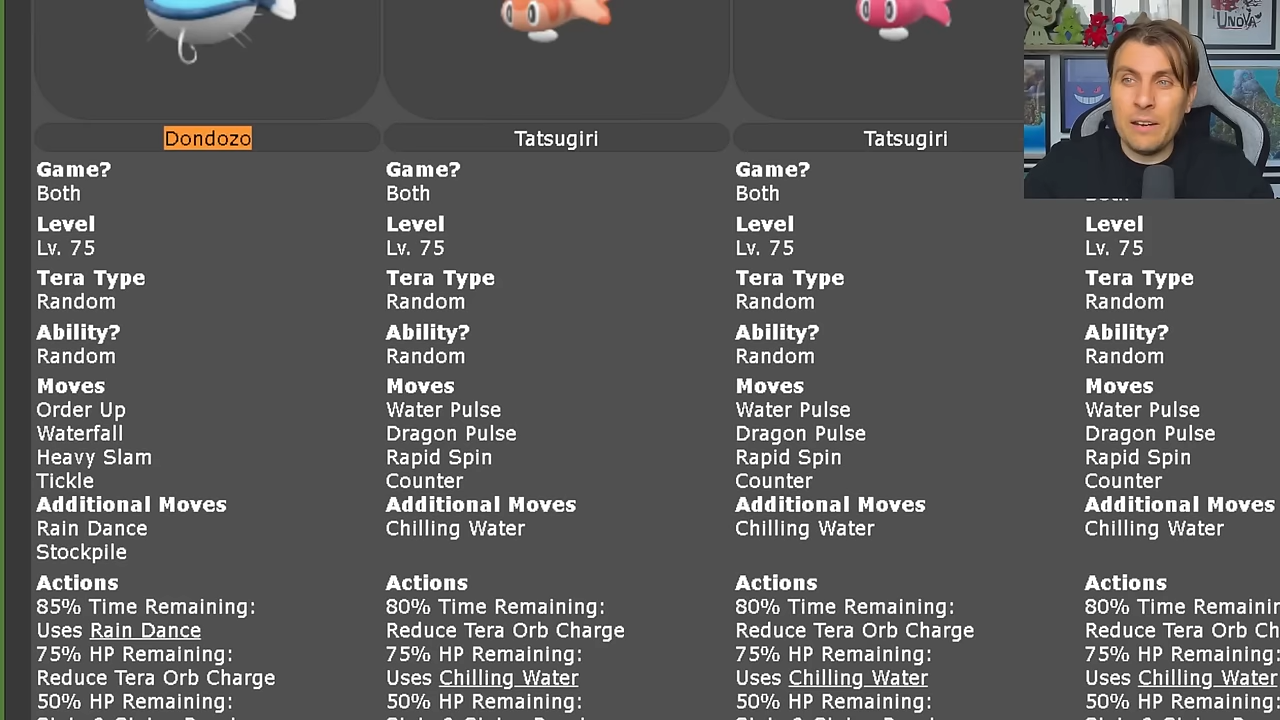 UNOVA
Dondozo
Game?
Both
Level
Lv. 75
Tera Type
Random
Ability?
Random
Moves
Order Up
Waterfall
Heavy Slam
Tickle
Additional Moves
Rain Dance
Stockpile
Actions
85% Time Remaining:
Uses Rain Dance
75% HP Remaining:
Reduce Tera Orb Charge
50% HP Remaining:
Tatsugiri
Game?
Both
Level
Lv. 75
Tera Type
Random
Ability?
Random
Moves
Water Pulse
Dragon Pulse
Rapid Spin
Counter
Additional Moves
Chilling Water
Actions
80% Time Remaining:
Reduce Tera Orb Charge
75% HP Remaining:
Uses Chilling Water
50% HP Remaining:
Tatsugiri
Game?
Both
Level
Lv. 75
Tera Type
Random
Ability?
Random
Moves
Water Pulse
Dragon Pulse
Rapid Spin
Counter
Additional Moves
Chilling Water
Actions
80% Time Remaining:
Reduce Tera Orb Charge
75% HP Remaining:
Uses Chilling Water
50% HP Remaining:
Level
Lv. 75
Tera Type
Random
Ability?
Random
Moves
Water Pulse
Dragon Pulse
Rapid Spin
Counter
Additional Moves
Chilling Water
Actions
80% Time Remainin
Reduce Tera Orb Ch
75% HP Remaining:
Uses Chilling Water
50% HP Remaining: